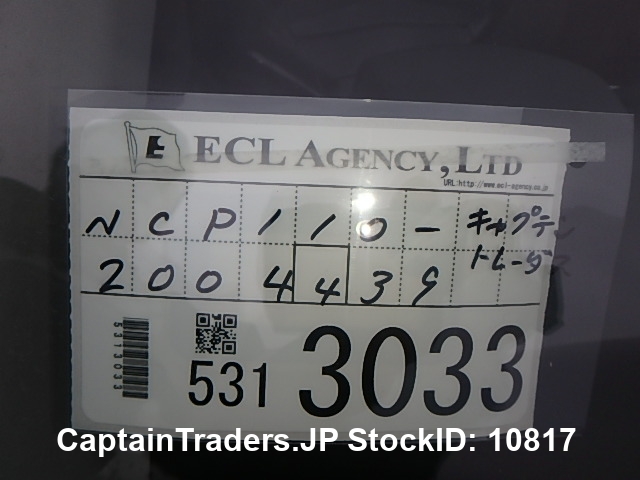 E ECL AGENCY, LTD
URL:http://www.ecl-agency.co.jp
NCP110- キャプテン
2004439 トレーダース
5313033
531 3033
CaptainTraders.JP StockID: 10817